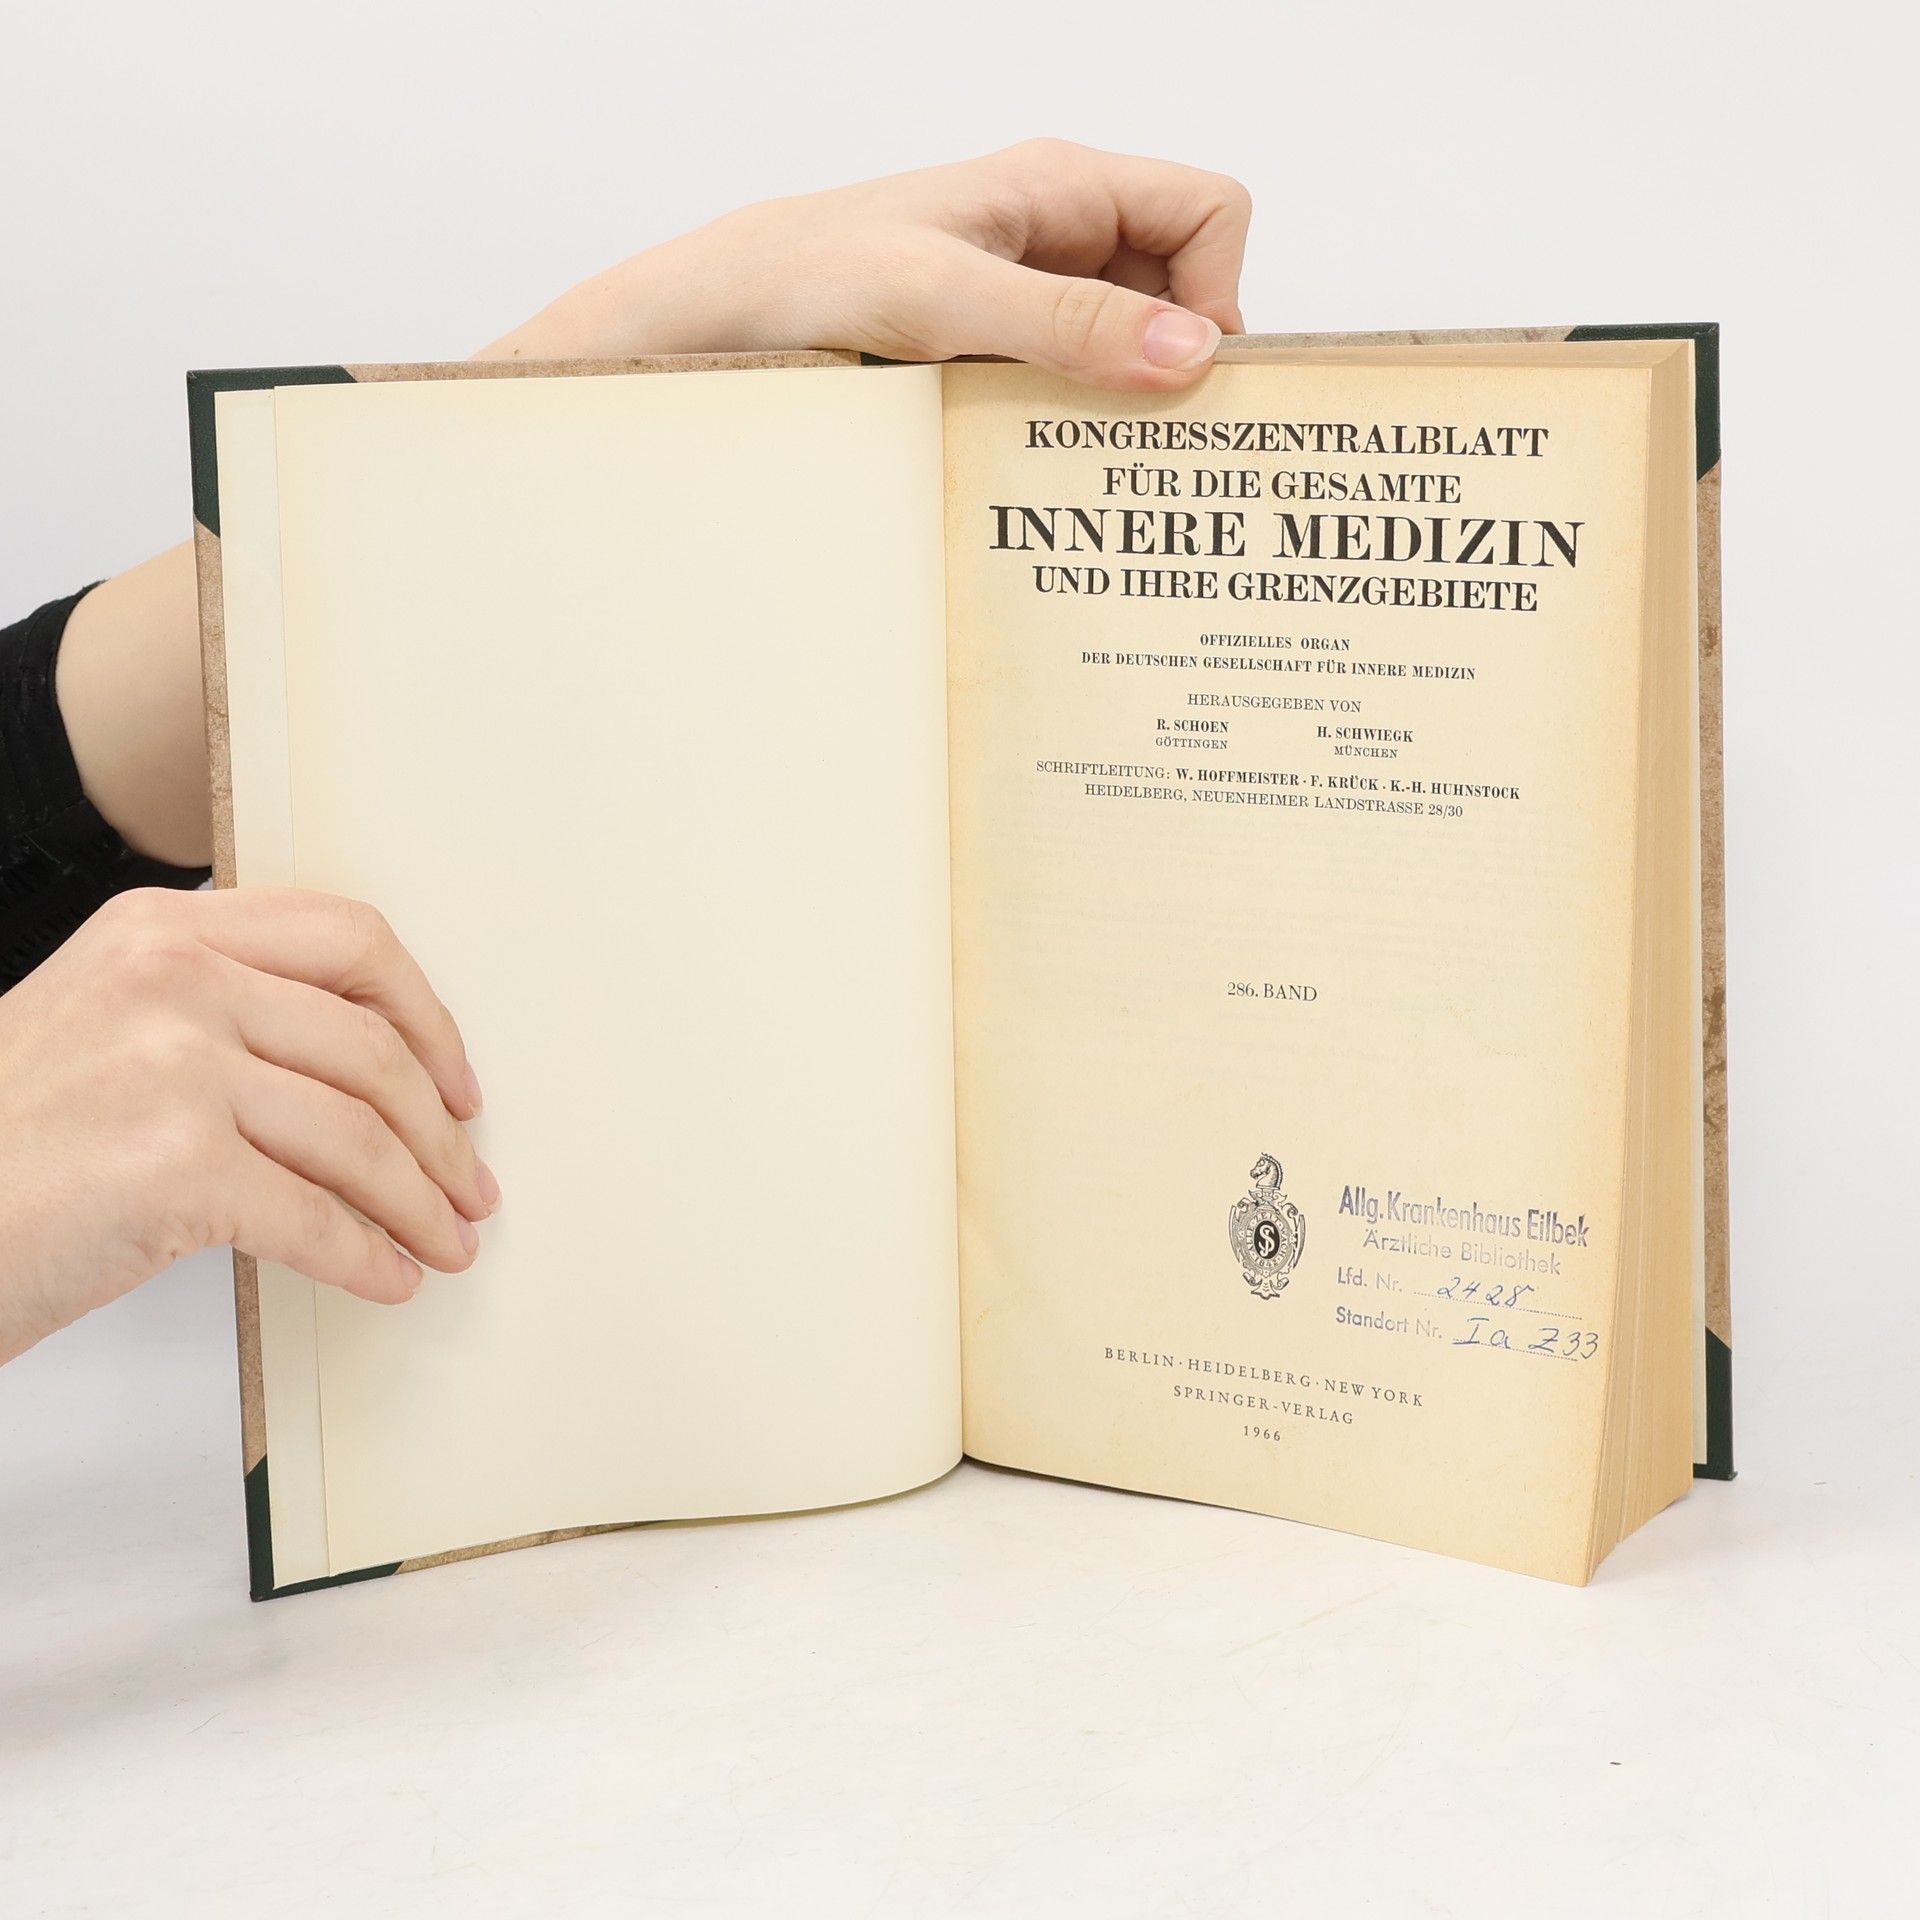 KONGRESSZENTRALBLATT
FÜR DIE GESAMTE
INNERE MEDIZIN
UND IHRE GRENZGEBIETE
OFFIZIELLES ORGAN
DER DEUTSCHEN GESELLSCHAFT FÜR INNERE MEDIZIN
HERAUSGEGEBEN VON
R. SCHOEN H. SCHWIEGK
GÖTTINGEN MÜNCHEN
SCHRIFTLEITUNG: W. HOFFMEISTER · F. KRÜCK · K.-H. HUHNSTOCK
HEIDELBERG, NEUENHEIMER LANDSTRASSE 28/30
286. BAND
Allg. Krankenhaus Eilbek
Ärztliche Bibliothek
Lfd. Nr. 2428
Standort Nr. Ia Z33
BERLIN · HEIDELBERG · NEW YORK
SPRINGER-VERLAG
1966